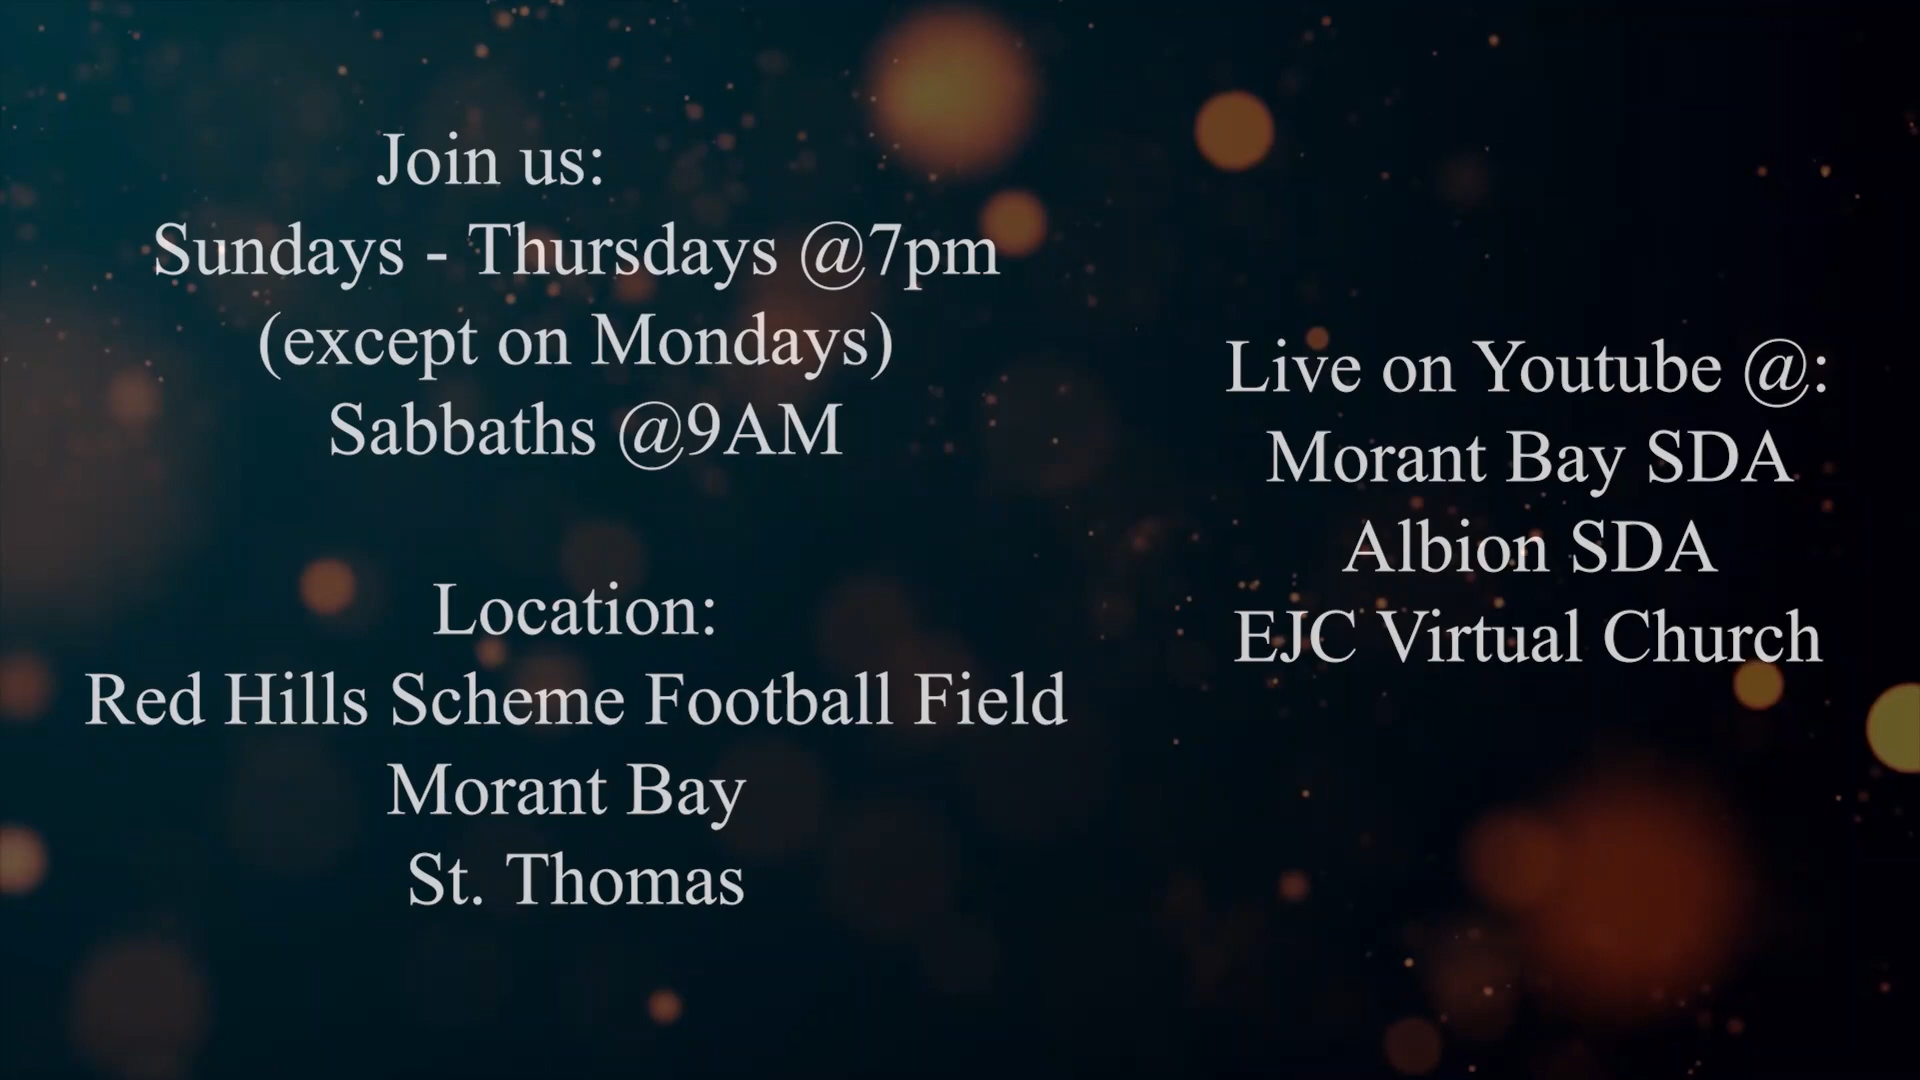 Join us:
Sundays - Thursdays @7pm
(except on Mondays)
Sabbaths @9AM
Location:
Red Hills Scheme Football Field
Morant Bay
St. Thomas
Live on Youtube @:
Morant Bay SDA
Albion SDA
EJC Virtual Church